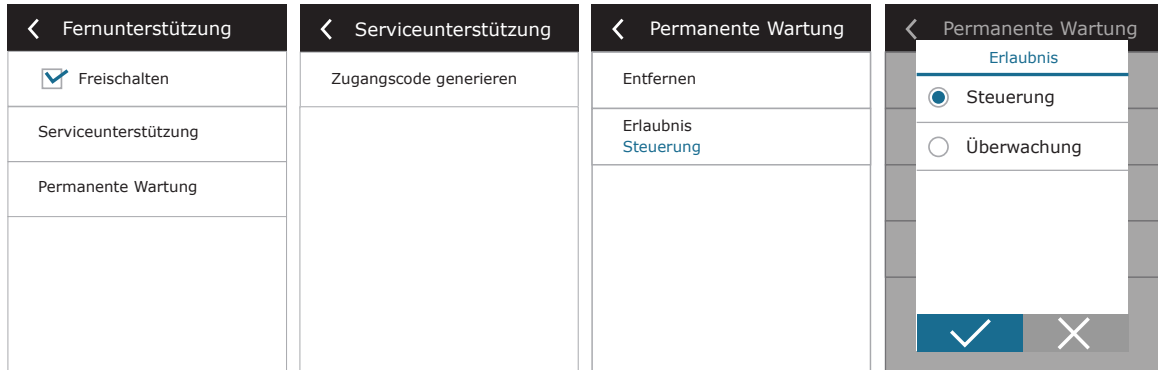 Fernunterstützung
Freischalten
Serviceunterstützung
Permanente Wartung
Serviceunterstützung
Zugangscode generieren
Permanente Wartung
Entfernen
Erlaubnis
Steuerung
Permanente Wartung
Erlaubnis
Steuerung
Überwachung